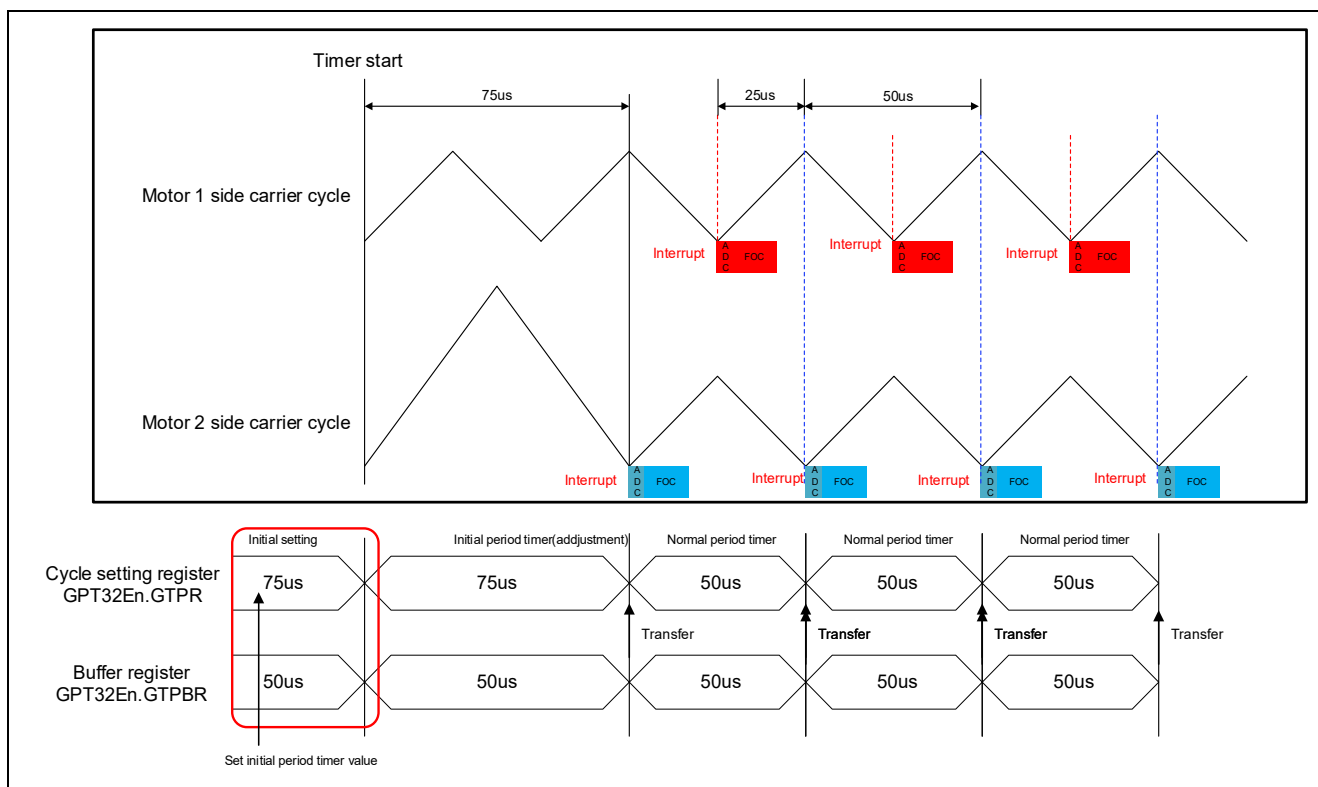 Timer start
75us
25us
50us
Motor 1 side carrier cycle
Interrupt
A
D
C
FOC
Interrupt
A
D
C
FOC
Interrupt
A
D
C
FOC
Motor 2 side carrier cycle
Interrupt
A
D
C
FOC
Interrupt
A
D
C
FOC
Interrupt
A
D
C
FOC
Interrupt
A
D
C
FOC
Initial setting
Initial period timer(addjustment)
Normal period timer
Normal period timer
Normal period timer
Cycle setting register
GPT32En.GTPR
75us
75us
50us
50us
50us
Transfer
Transfer
Transfer
Transfer
Buffer register
GPT32En.GTPBR
50us
50us
50us
50us
50us
Set initial period timer value